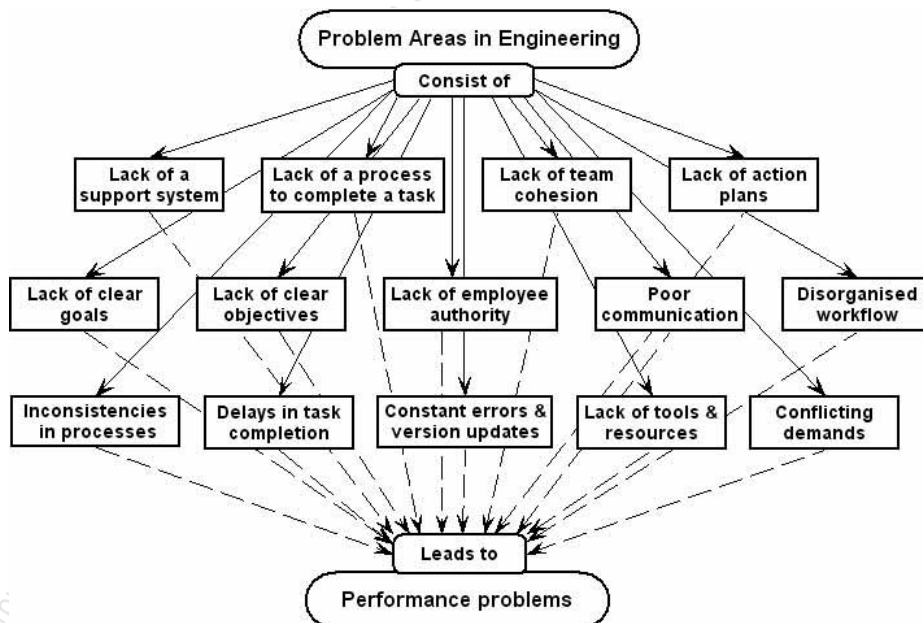 Problem Areas in Engineering
Consist of
Lack of a
support system
Lack of a process
to complete a task
Lack of team
cohesion
Lack of action
plans
Lack of clear
goals
Lack of clear
objectives
Lack of employee
authority
Poor
communication
Disorganised
workflow
Inconsistencies
in processes
Delays in task
completion
Constant errors &
version updates
Lack of tools &
resources
Conflicting
demands
Leads to
Performance problems